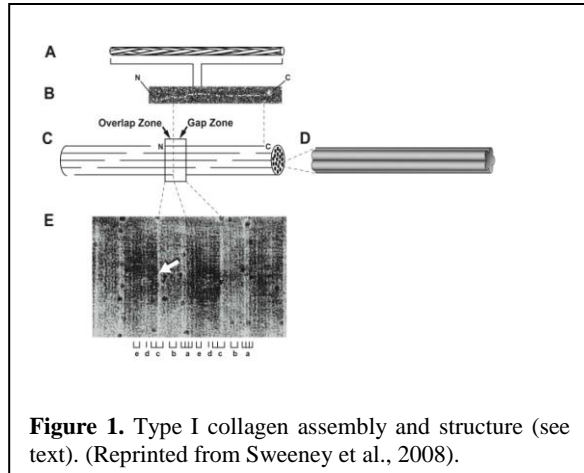 A
N C
B
Overlap Zone Gap Zone
C N C D
E
e d c b a e d c b a
Figure 1. Type I collagen assembly and structure (see
text). (Reprinted from Sweeney et al., 2008).